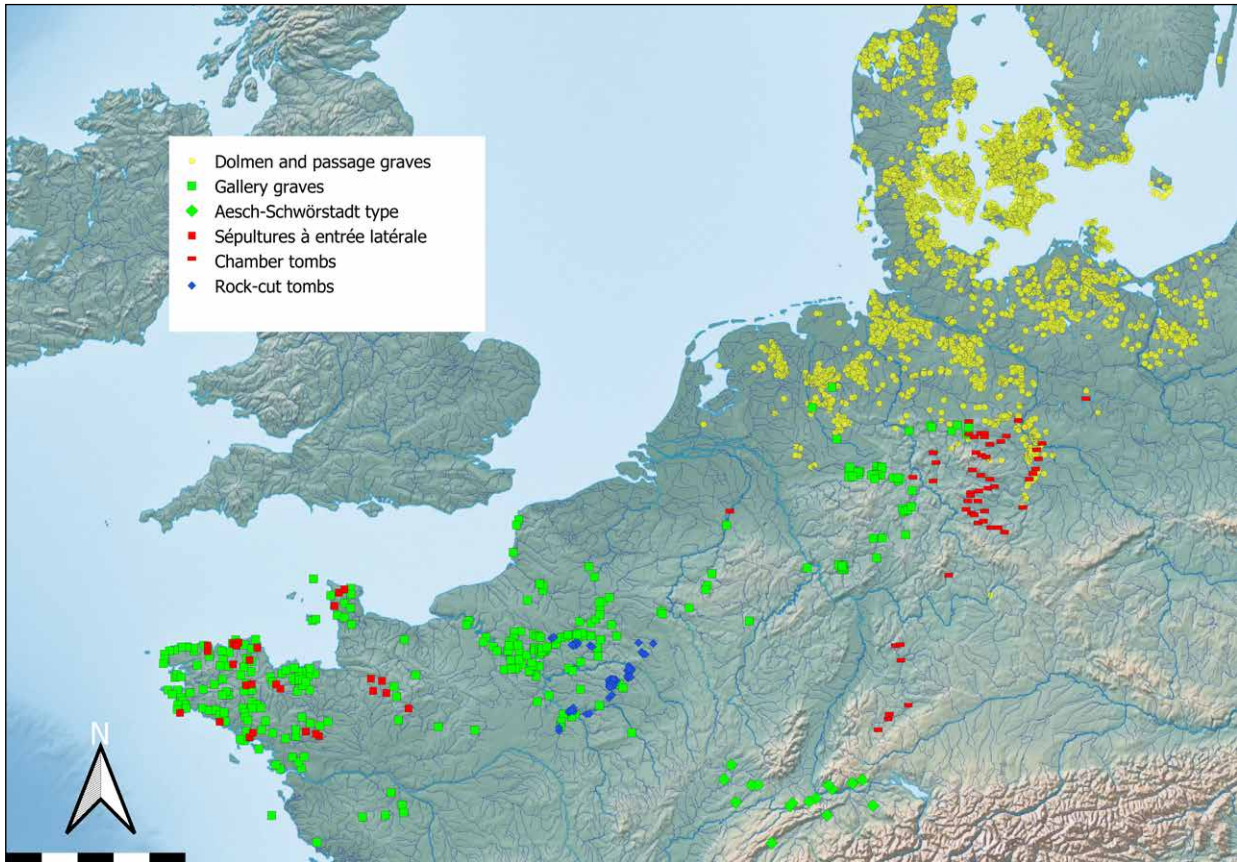 Dolmen and passage graves
Gallery graves
Aesch-Schwörstadt type
Sépultures à entrée latérale
Chamber tombs
Rock-cut tombs
N